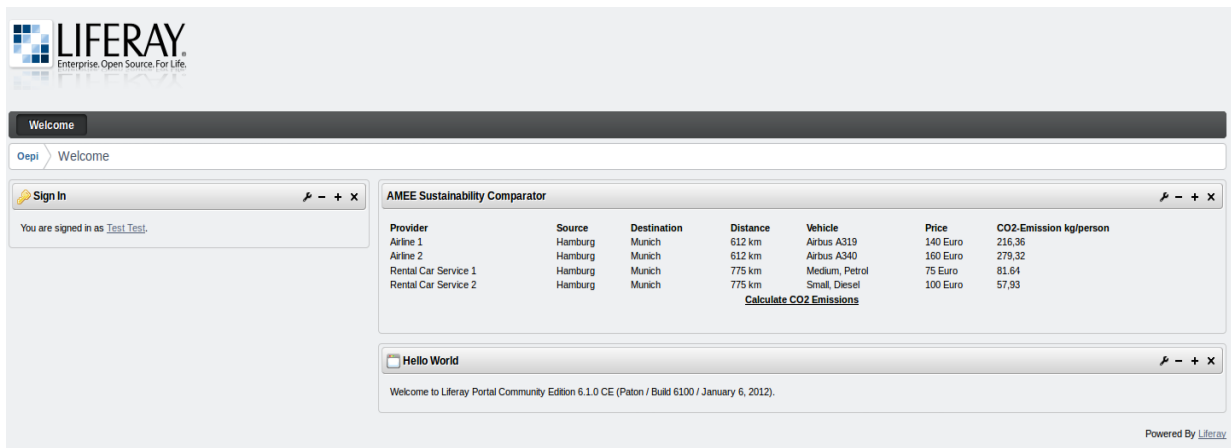 LIFERAY.
Enterprise. Open Source. For Life.
Welcome
Oepi Welcome
Sign In
You are signed in as Test Test.
AMEE Sustainability Comparator
Provider Source Destination Distance Vehicle Price CO2-Emission kg/person
Airline 1 Hamburg Munich 612 km Airbus A319 140 Euro 216,36
Airline 2 Hamburg Munich 612 km Airbus A340 160 Euro 279,32
Rental Car Service 1 Hamburg Munich 775 km Medium, Petrol 75 Euro 81.64
Rental Car Service 2 Hamburg Munich 775 km Small, Diesel 100 Euro 57,93
Calculate CO2 Emissions
Hello World
Welcome to Liferay Portal Community Edition 6.1.0 CE (Paton / Build 6100 / January 6, 2012).
Powered By Liferay